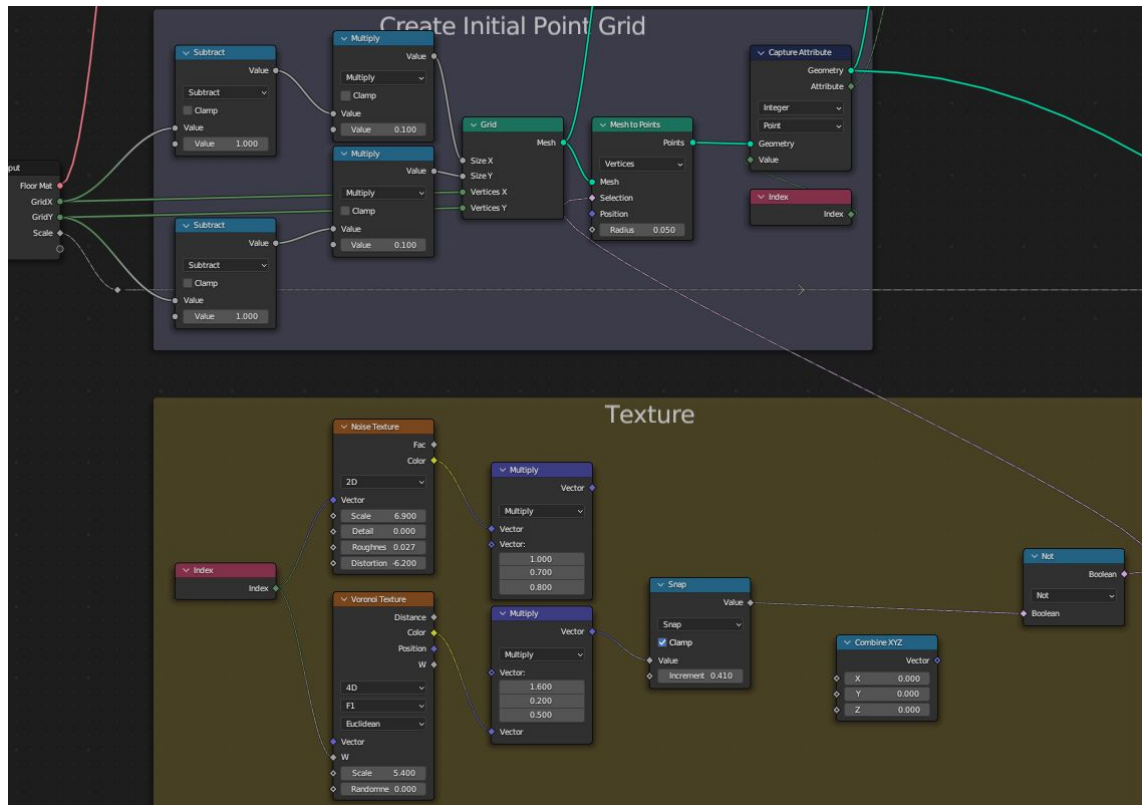 Create Initial Point Grid
Subtract
Value
Subtract
Clamp
Value
Value 1.000
Multiply
Value
Multiply
Clamp
Value
Value 0.100
Multiply
Value
Multiply
Clamp
Value
Value 0.100
Grid
Mesh
Size X
Size Y
Vertices X
Vertices Y
Mesh to Points
Points
Vertices
Mesh
Selection
Position
Radius 0.050
Capture Attribute
Geometry
Attribute
Integer
Point
Geometry
Value
Index
Index
put
Floor Mat
GridX
GridY
Scale
Subtract
Value
Subtract
Clamp
Value
Value 1.000
Texture
Noise Texture
Fac
Color
2D
Vector
Scale 6.900
Detail 0.000
Roughnes 0.027
Distortion -6.200
Multiply
Vector
Multiply
Vector
Vector:
1.000
0.700
0.800
Index
Index
Voronoi Texture
Distance
Color
Position
W
4D
F1
Euclidean
Vector
W
Scale 5.400
Randomne 0.000
Multiply
Vector
Multiply
Vector:
1.600
0.200
0.500
Vector
Snap
Value
Snap
Clamp
Value
Increment 0.410
Combine XYZ
Vector
X 0.000
Y 0.000
Z 0.000
Not
Boolean
Not
Boolean